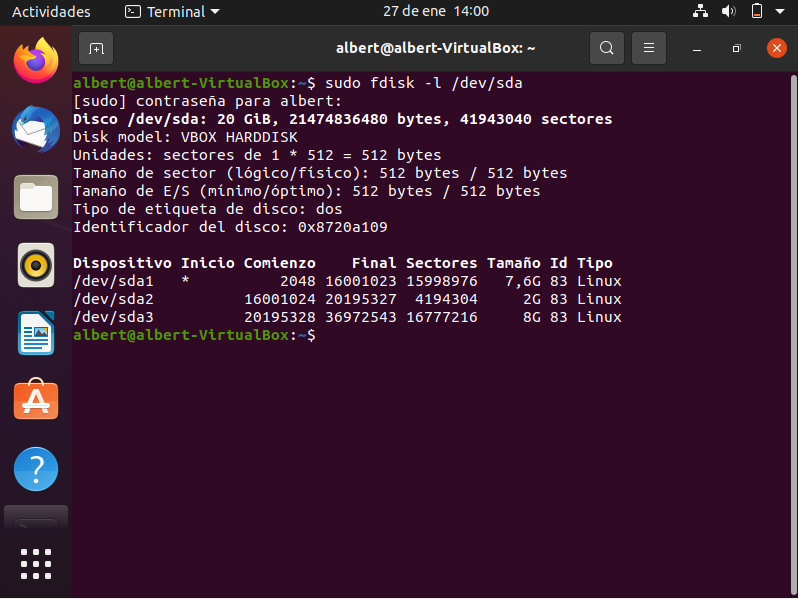 Actividades Terminal 27 de ene 14:00
albert@albert-VirtualBox: ~
albert@albert-VirtualBox:~$ sudo fdisk -l /dev/sda
[sudo] contraseña para albert:
Disco /dev/sda: 20 GiB, 21474836480 bytes, 41943040 sectores
Disk model: VBOX HARDDISK
Unidades: sectores de 1 * 512 = 512 bytes
Tamaño de sector (lógico/físico): 512 bytes / 512 bytes
Tamaño de E/S (mínimo/óptimo): 512 bytes / 512 bytes
Tipo de etiqueta de disco: dos
Identificador del disco: 0x8720a109
Dispositivo Inicio Comienzo Final Sectores Tamaño Id Tipo
/dev/sda1 * 2048 16001023 15998976 7,6G 83 Linux
/dev/sda2 16001024 20195327 4194304 2G 83 Linux
/dev/sda3 20195328 36972543 16777216 8G 83 Linux
albert@albert-VirtualBox:~$